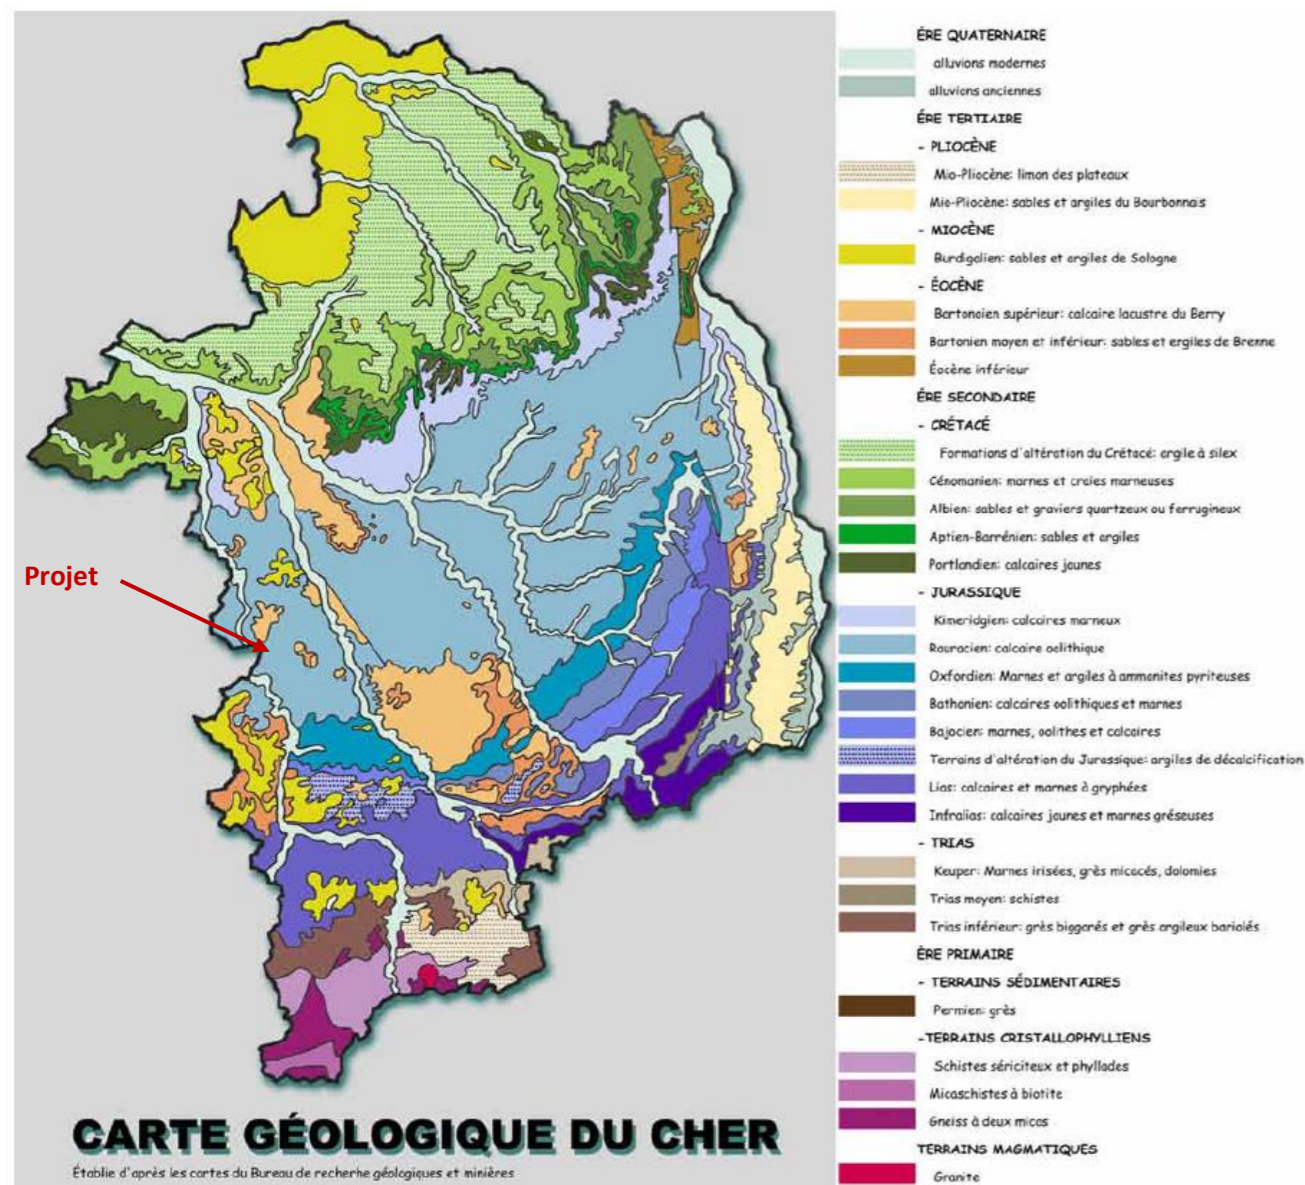 ÈRE QUATERNAIRE
alluvions modernes
alluvions anciennes
ÉRE TERTIAIRE
- PLIOCÈNE
Mio-Pliocène: limon des plateaux
Mio-Pliocène: sables et argiles du Bourbonnais
- MIOCÈNE
Burdigalien: sables et argiles de Sologne
- ÉOCÈNE
Bartoncien supérieur: calcaire lacustre du Berry
Bartonien moyen et inférieur: sables et ergiles de Brenne
Éocène inférieur
ÉRE SECONDAIRE
- CRÉTACÉ
Formations d'altération du Crétacé: argile à silex
Cénomanien: marnes et craies marneuses
Albien: sables et graviers quartzeux ou ferrugineux
Aptien-Barrénien: sables et argiles
Portlandien: calcaires jaunes
- JURASSIQUE
Kimeridgien: calcaires marneux
Rauracien: calcaire oolithique
Oxfordien: Marnes et argiles à ammonites pyriteuses
Bathonien: calcaires oolithiques et marnes
Bajocien: marnes, oolithes et calcaires
Terrains d'altération du Jurassique: argiles de décalcification
Lias: calcaires et marnes à gryphées
Infralias: calcaires jaunes et marnes gréseuses
- TRIAS
Keuper: Marnes irisées, grès micacés, dolomies
Trias moyen: schistes
Trias inférieur: grès biggarés et grès argileux bariolés
ÈRE PRIMAIRE
- TERRAINS SÉDIMENTAIRES
Permien: grès
-TERRAINS CRISTALLOPHYLLIENS
Schistes sériciteux et phyllades
Micaschistes à biotite
Gneiss à deux micas
TERRAINS MAGMATIQUES
Granite
Projet
CARTE GÉOLOGIQUE DU CHER
Établie d'après les cartes du Bureau de recherhe géologiques et minières